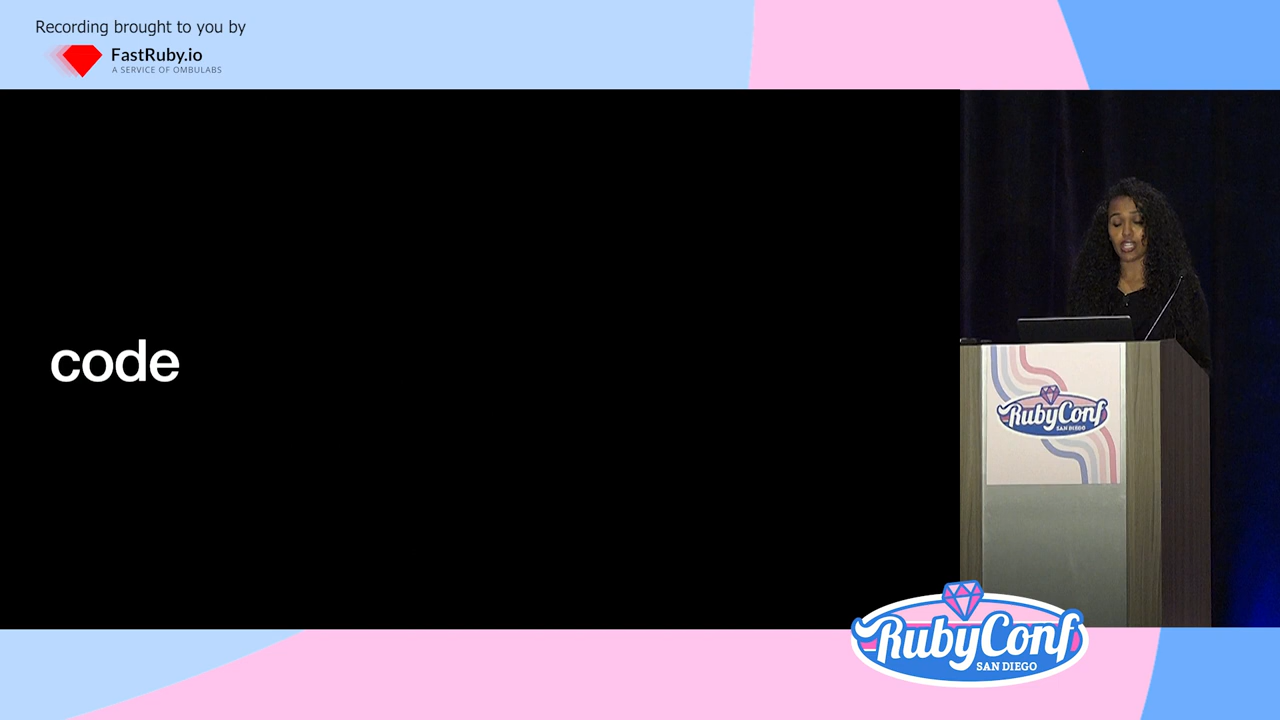 Recording brought to you by
FastRuby.io
A SERVICE OF OMBULABS
code
RubyConf
SAN DIEGO
RubyConf
SAN DIEGO